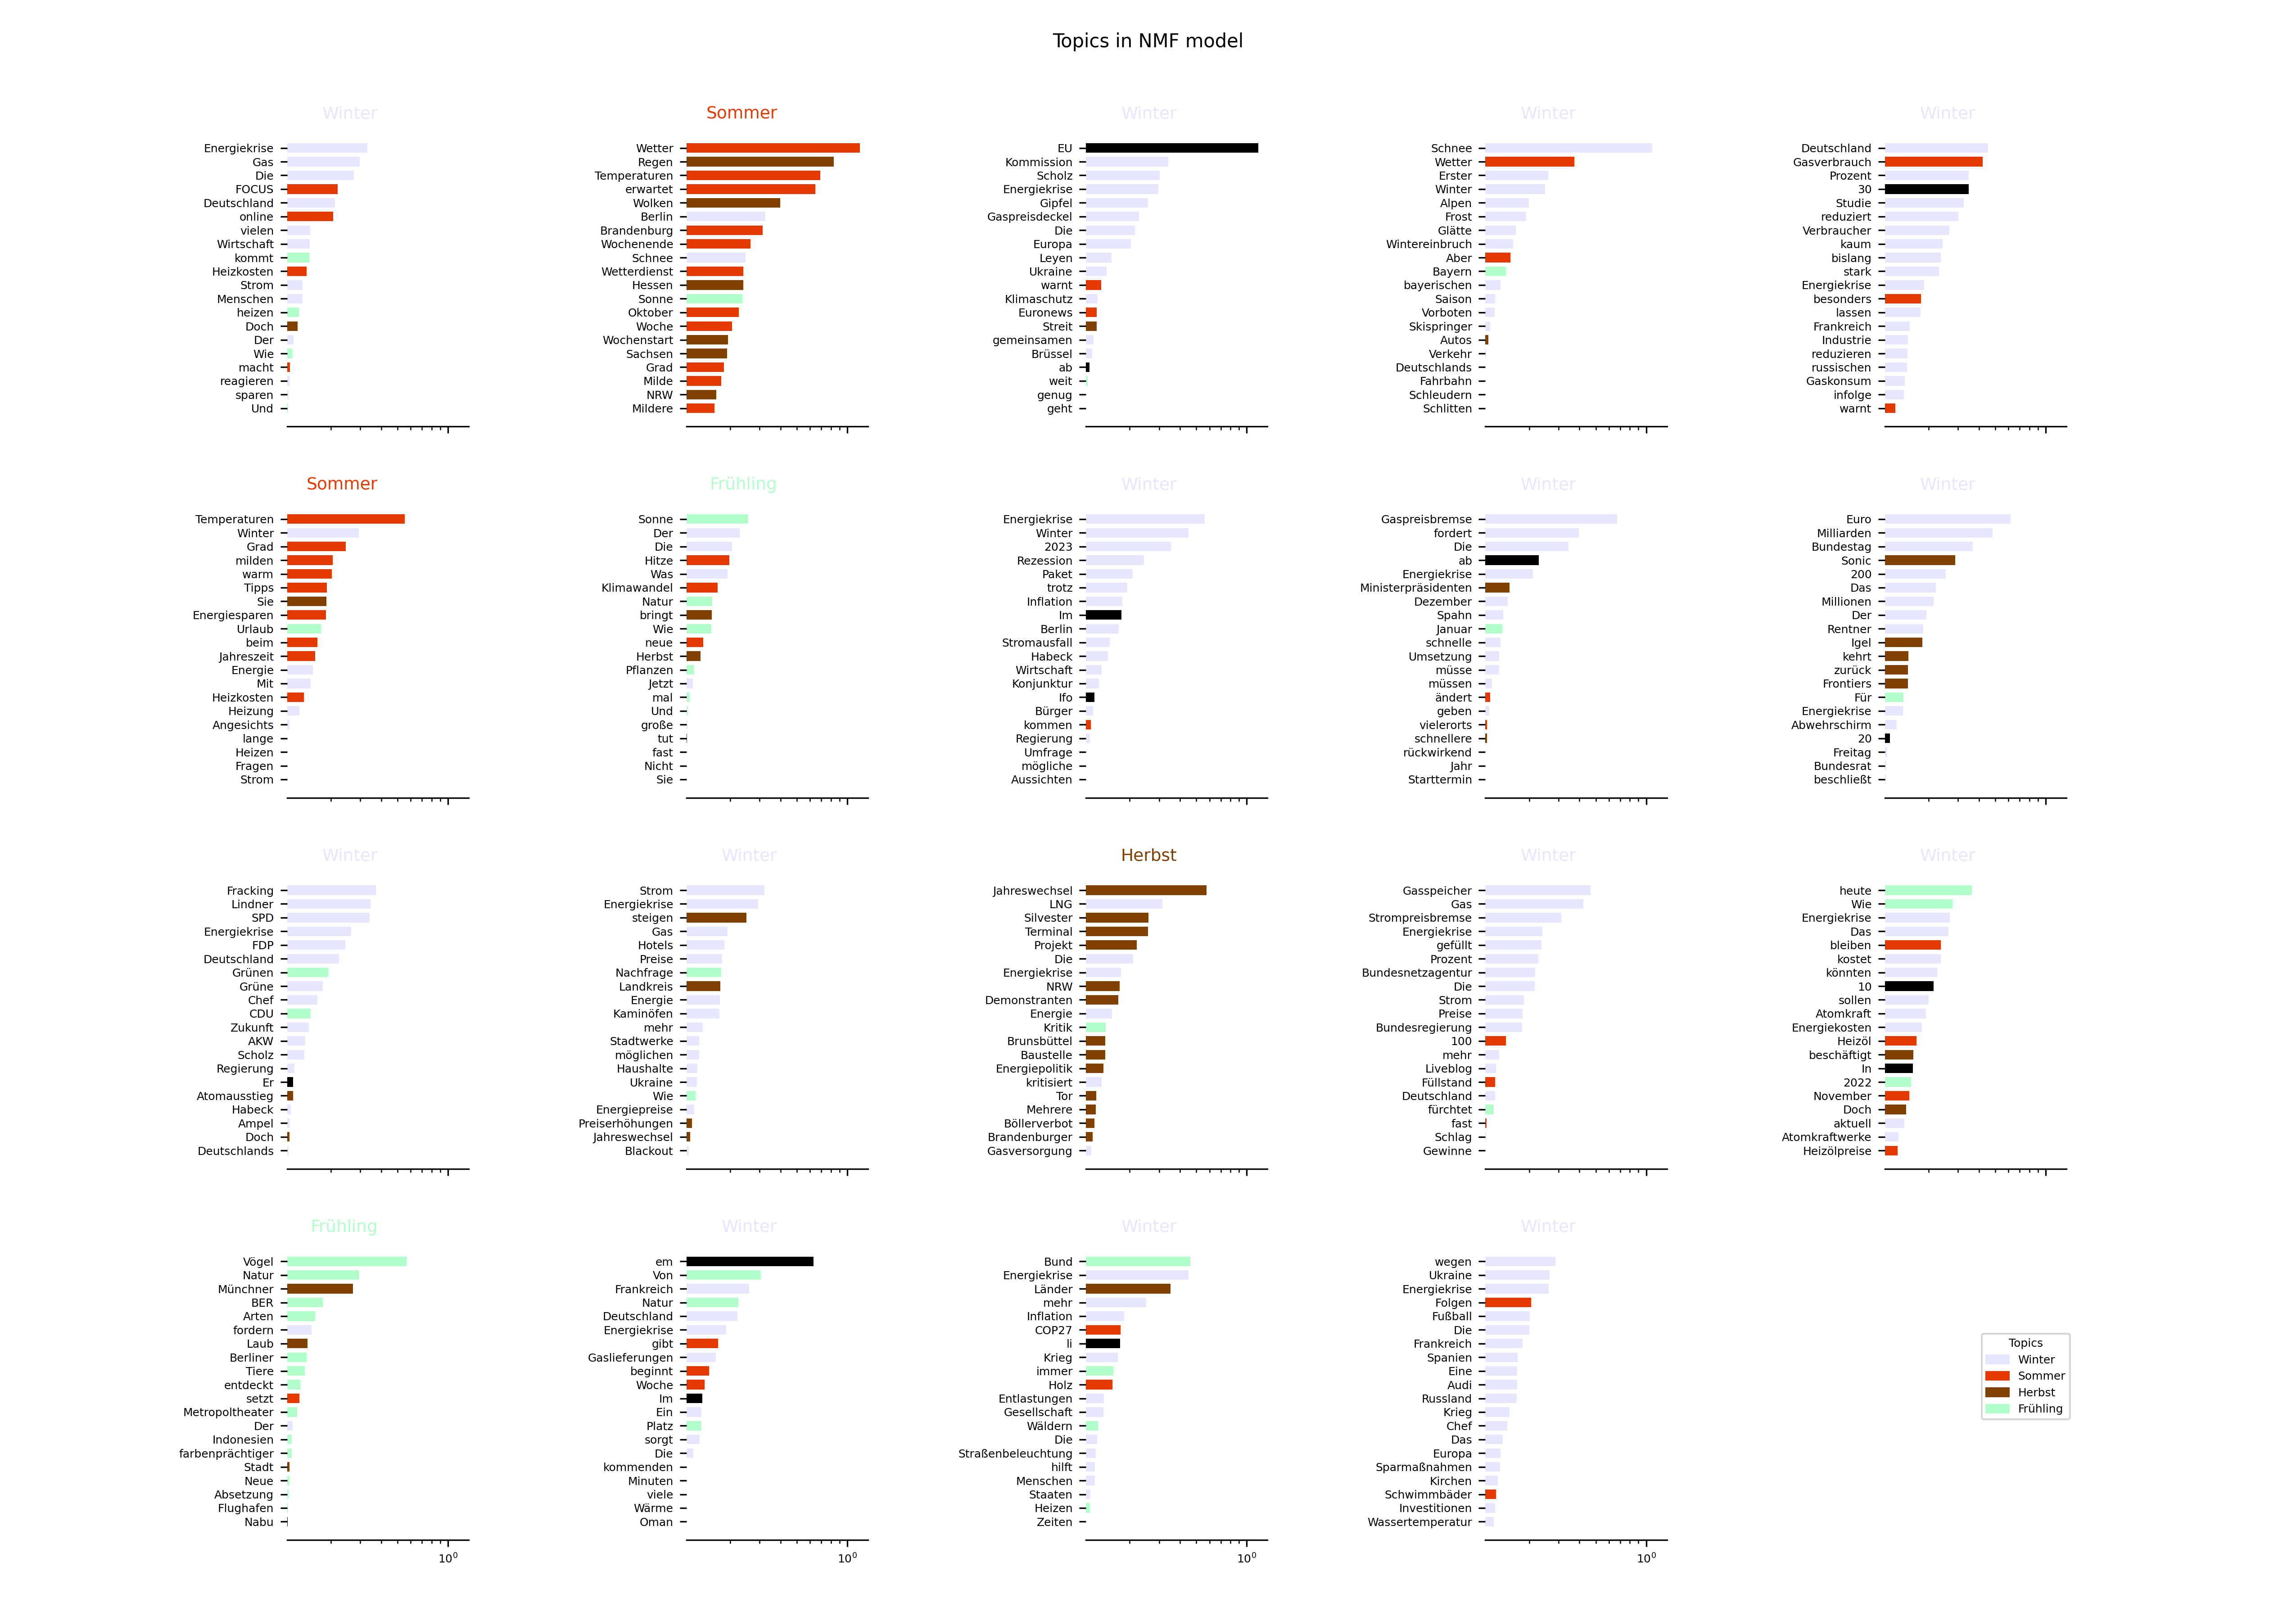 Topics in NMF model
Winter
Energiekrise
Gas
Die
FOCUS
Deutschland
online
vielen
Wirtschaft
kommt
Heizkosten
Strom
Menschen
heizen
Doch
Der
Wie
macht
reagieren
sparen
Und
Sommer
Wetter
Regen
Temperaturen
erwartet
Wolken
Berlin
Brandenburg
Wochenende
Schnee
Wetterdienst
Hessen
Sonne
Oktober
Woche
Wochenstart
Sachsen
Grad
Milde
NRW
Mildere
Winter
EU
Kommission
Scholz
Energiekrise
Gipfel
Gaspreisdeckel
Die
Europa
Leyen
Ukraine
warnt
Klimaschutz
Euronews
Streit
gemeinsamen
Brüssel
ab
weit
genug
geht
Winter
Schnee
Wetter
Erster
Winter
Alpen
Frost
Glätte
Wintereinbruch
Aber
Bayern
bayerischen
Saison
Vorboten
Skispringer
Autos
Verkehr
Deutschlands
Fahrbahn
Schleudern
Schlitten
Winter
Deutschland
Gasverbrauch
Prozent
30
Studie
reduziert
Verbraucher
kaum
bislang
stark
Energiekrise
besonders
lassen
Frankreich
Industrie
reduzieren
russischen
Gaskonsum
infolge
warnt
Sommer
Temperaturen
Winter
Grad
milden
warm
Tipps
Sie
Energiesparen
Urlaub
beim
Jahreszeit
Energie
Mit
Heizkosten
Heizung
Angesichts
lange
Heizen
Fragen
Strom
Frühling
Sonne
Der
Die
Hitze
Was
Klimawandel
Natur
bringt
Wie
neue
Herbst
Pflanzen
Jetzt
mal
Und
große
tut
fast
Nicht
Sie
Winter
Energiekrise
Winter
2023
Rezession
Paket
trotz
Inflation
Im
Berlin
Stromausfall
Habeck
Wirtschaft
Konjunktur
Ifo
Bürger
kommen
Regierung
Umfrage
mögliche
Aussichten
Winter
Gaspreisbremse
fordert
Die
ab
Energiekrise
Ministerpräsidenten
Dezember
Spahn
Januar
schnelle
Umsetzung
müsse
müssen
ändert
geben
vielerorts
schnellere
rückwirkend
Jahr
Starttermin
Winter
Euro
Milliarden
Bundestag
Sonic
200
Das
Millionen
Der
Rentner
Igel
kehrt
zurück
Frontiers
Für
Energiekrise
Abwehrschirm
20
Freitag
Bundesrat
beschließt
Winter
Fracking
Lindner
SPD
Energiekrise
FDP
Deutschland
Grünen
Grüne
Chef
CDU
Zukunft
AKW
Scholz
Regierung
Er
Atomausstieg
Habeck
Ampel
Doch
Deutschlands
Winter
Strom
Energiekrise
steigen
Gas
Hotels
Preise
Nachfrage
Landkreis
Energie
Kaminöfen
mehr
Stadtwerke
möglichen
Haushalte
Ukraine
Wie
Energiepreise
Preiserhöhungen
Jahreswechsel
Blackout
Herbst
Jahreswechsel
LNG
Silvester
Terminal
Projekt
Die
Energiekrise
NRW
Demonstranten
Energie
Kritik
Brunsbüttel
Baustelle
Energiepolitik
kritisiert
Tor
Mehrere
Böllerverbot
Brandenburger
Gasversorgung
Winter
Gasspeicher
Gas
Strompreisbremse
Energiekrise
gefüllt
Prozent
Bundesnetzagentur
Die
Strom
Preise
Bundesregierung
100
mehr
Liveblog
Füllstand
Deutschland
fürchtet
fast
Schlag
Gewinne
Winter
heute
Wie
Energiekrise
Das
bleiben
kostet
könnten
10
sollen
Atomkraft
Energiekosten
Heizöl
beschäftigt
In
2022
November
Doch
aktuell
Atomkraftwerke
Heizölpreise
Frühling
Vögel
Natur
Münchner
BER
Arten
fordern
Laub
Berliner
Tiere
entdeckt
setzt
Metropoltheater
Der
Indonesien
farbenprächtiger
Stadt
Neue
Absetzung
Flughafen
Nabu
10⁰
Winter
em
Von
Frankreich
Natur
Deutschland
Energiekrise
gibt
Gaslieferungen
beginnt
Woche
Im
Ein
Platz
sorgt
Die
kommenden
Minuten
viele
Wärme
Oman
10⁰
Winter
Bund
Energiekrise
Länder
mehr
Inflation
COP27
li
Krieg
immer
Holz
Entlastungen
Gesellschaft
Wäldern
Die
Straßenbeleuchtung
hilft
Menschen
Staaten
Heizen
Zeiten
10⁰
Winter
wegen
Ukraine
Energiekrise
Folgen
Fußball
Die
Frankreich
Spanien
Eine
Audi
Russland
Krieg
Chef
Das
Europa
Sparmaßnahmen
Kirchen
Schwimmbäder
Investitionen
Wassertemperatur
10⁰
Topics
Winter
Sommer
Herbst
Frühling